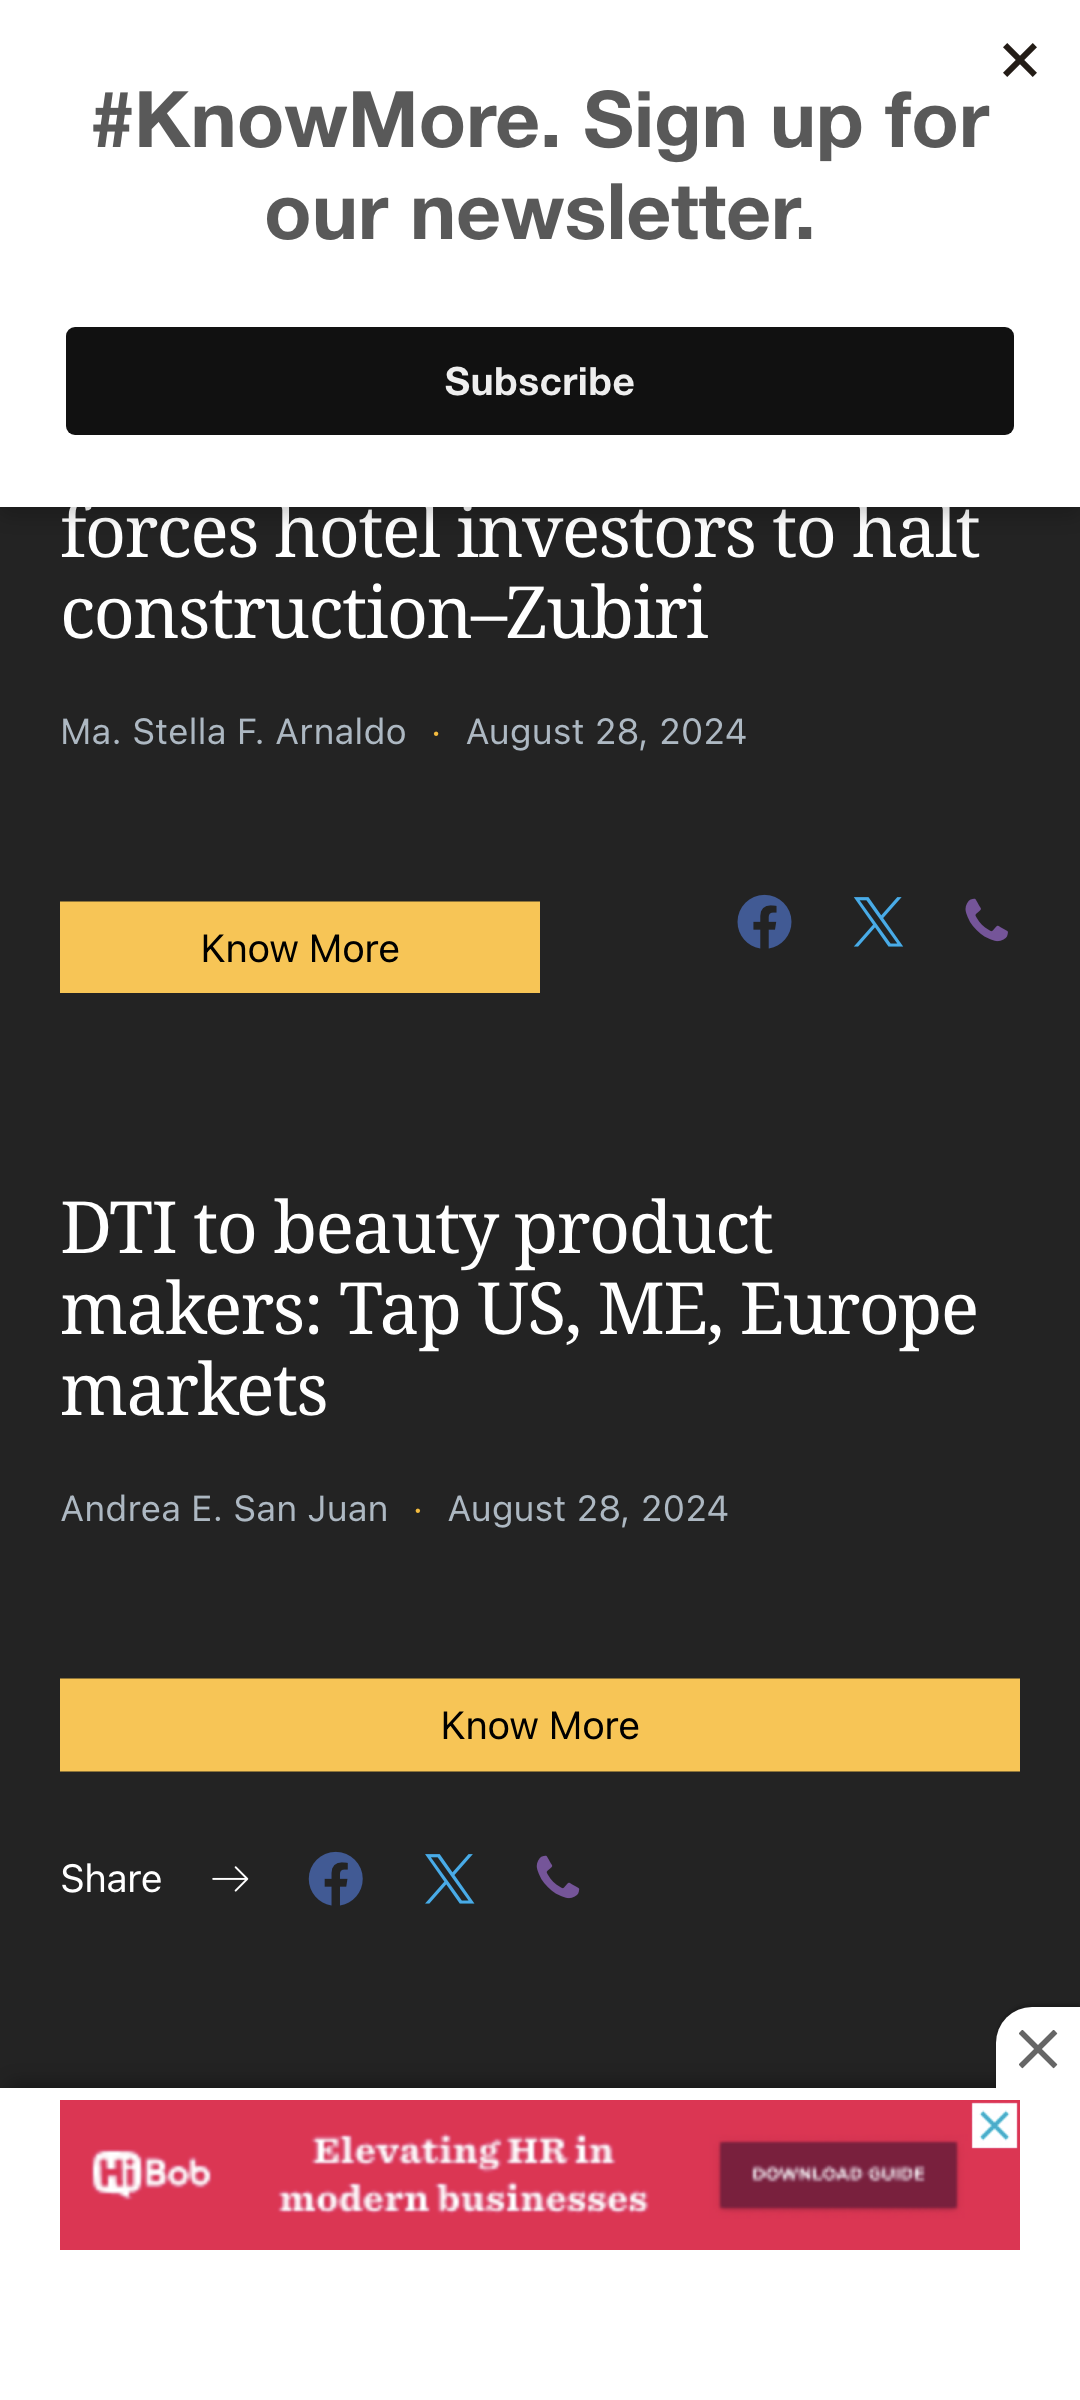 #KnowMore. Sign up for
our newsletter.
Subscribe
forces hotel investors to halt
construction–Zubiri
Ma. Stella F. Arnaldo · August 28, 2024
Know More
DTI to beauty product
makers: Tap US, ME, Europe
markets
Andrea E. San Juan · August 28, 2024
Know More
Share →
HiBob
Elevating HR in
modern businesses
DOWNLOAD GUIDE